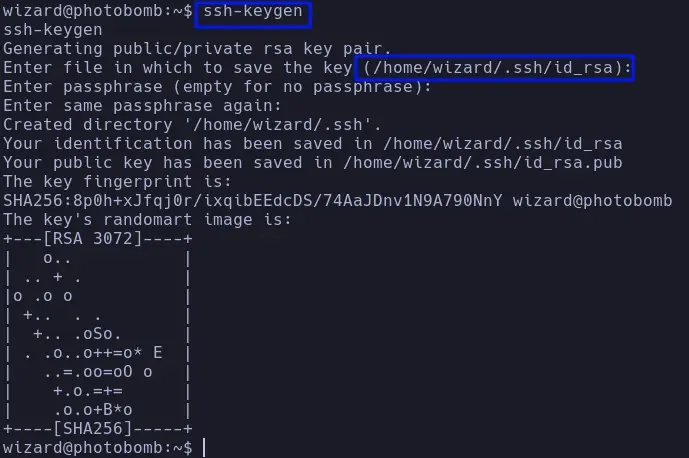 wizard@photobomb:~$ ssh-keygen
ssh-keygen
Generating public/private rsa key pair.
Enter file in which to save the key (/home/wizard/.ssh/id_rsa):
Enter passphrase (empty for no passphrase):
Enter same passphrase again:
Created directory '/home/wizard/.ssh'.
Your identification has been saved in /home/wizard/.ssh/id_rsa
Your public key has been saved in /home/wizard/.ssh/id_rsa.pub
The key fingerprint is:
SHA256:8p0h+xJfqj0r/ixqibEEdcDS/74AaJDnv1N9A790NnY wizard@photobomb
The key's randomart image is:
+---[RSA 3072]----+
|   o..           |
| .. + .          |
|o .o o           |
| +..  . .        |
|  +.. .oSo.      |
| . .o..o++=o* E  |
|   ..=.oo=oO o   |
|    +.o.=+=      |
|    .o.o+B*o     |
+----[SHA256]-----+
wizard@photobomb:~$